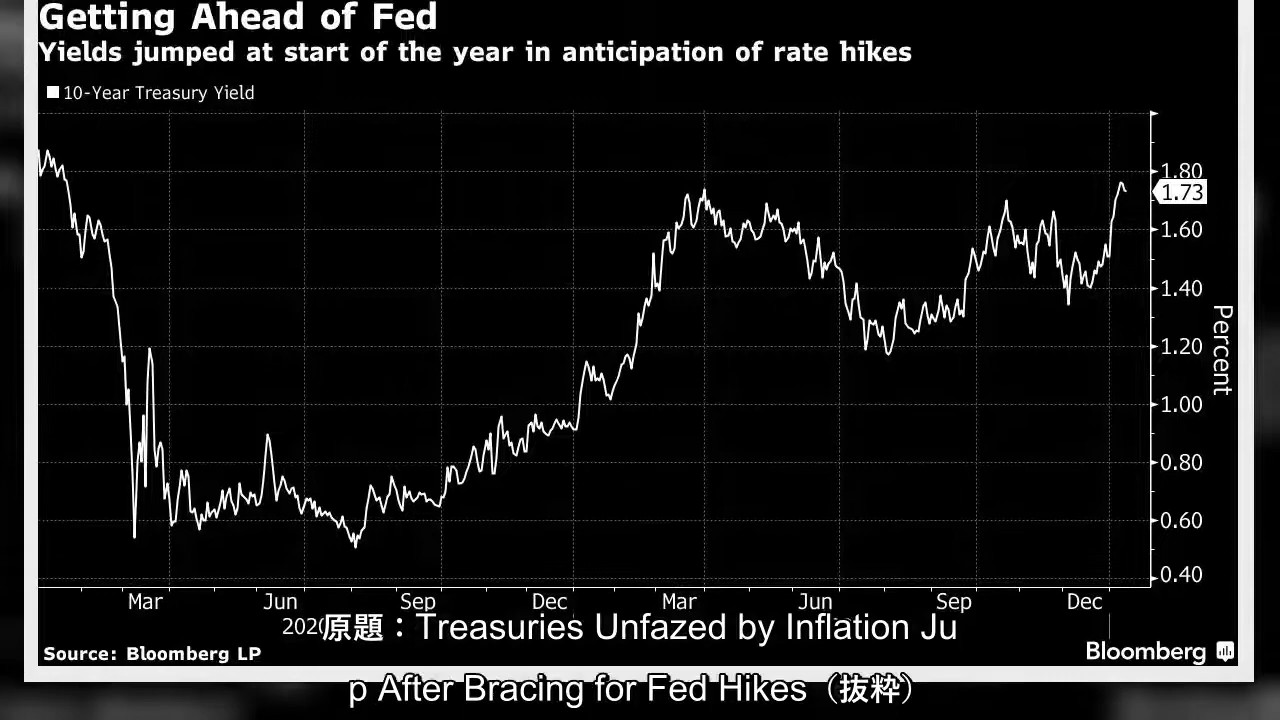 Getting Ahead of Fed
Yields jumped at start of the year in anticipation of rate hikes
10-Year Treasury Yield
1.80
1.73
1.60
1.40
1.20
1.00
0.80
0.60
0.40
Percent
Mar Jun Sep Dec Mar Jun Sep Dec
2020
原題：Treasuries Unfazed by Inflation Ju
Source: Bloomberg LP
Bloomberg
p After Bracing for Fed Hikes（抜粋）